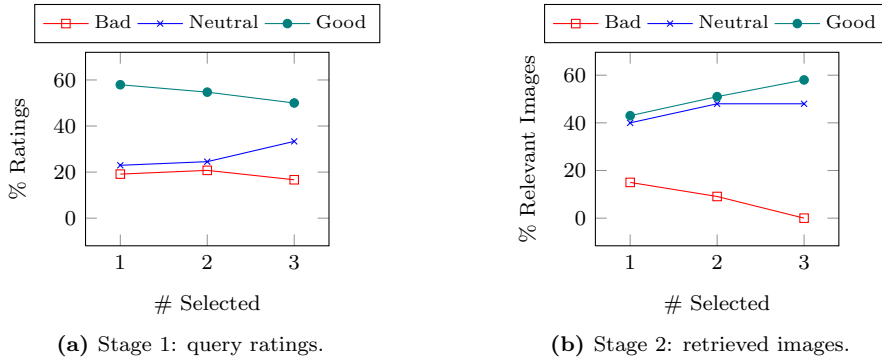 Bad Neutral Good
% Ratings
60
40
20
0
1 2 3
# Selected
(a) Stage 1: query ratings.
Bad Neutral Good
% Relevant Images
60
40
20
0
1 2 3
# Selected
(b) Stage 2: retrieved images.